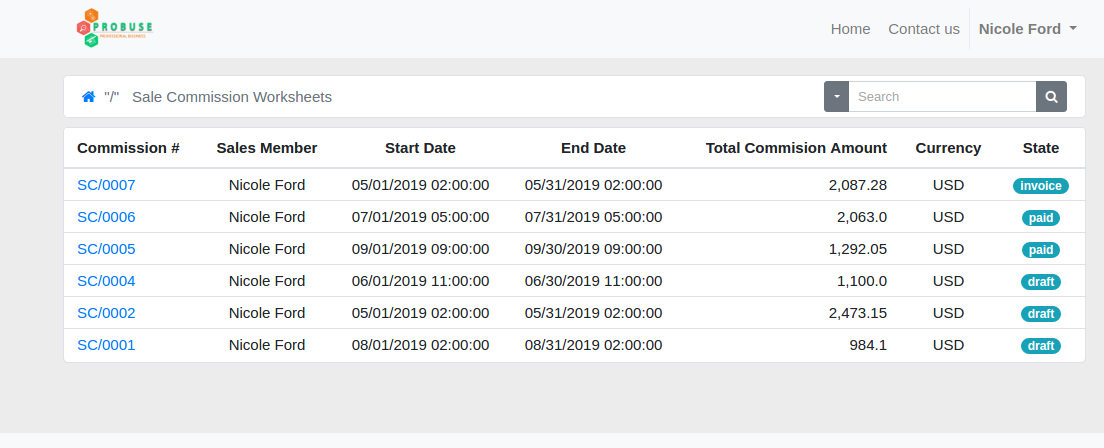 PROBUSE
PROFESSIONAL BUSINESS
Home Contact us Nicole Ford
"/" Sale Commission Worksheets Search
Commission # Sales Member Start Date End Date Total Commision Amount Currency State
SC/0007 Nicole Ford 05/01/2019 02:00:00 05/31/2019 02:00:00 2,087.28 USD invoice
SC/0006 Nicole Ford 07/01/2019 05:00:00 07/31/2019 05:00:00 2,063.0 USD paid
SC/0005 Nicole Ford 09/01/2019 09:00:00 09/30/2019 09:00:00 1,292.05 USD paid
SC/0004 Nicole Ford 06/01/2019 11:00:00 06/30/2019 11:00:00 1,100.0 USD draft
SC/0002 Nicole Ford 05/01/2019 02:00:00 05/31/2019 02:00:00 2,473.15 USD draft
SC/0001 Nicole Ford 08/01/2019 02:00:00 08/31/2019 02:00:00 984.1 USD draft